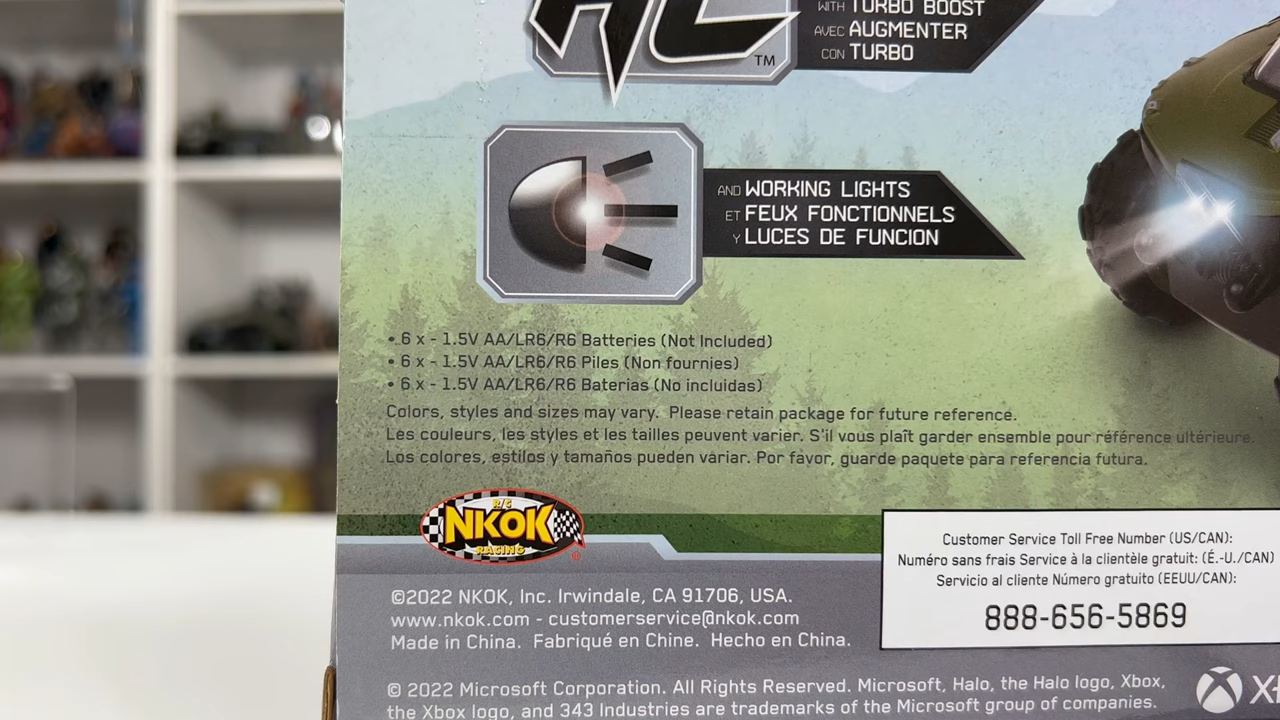 RC
TM
WITH TURBO BOOST
AVEC AUGMENTER
CON TURBO
AND WORKING LIGHTS
ET FEUX FONCTIONNELS
Y LUCES DE FUNCION
• 6 x - 1.5V AA/LR6/R6 Batteries (Not Included)
• 6 x - 1.5V AA/LR6/R6 Piles (Non fournies)
• 6 x - 1.5V AA/LR6/R6 Baterias (No incluidas)
Colors, styles and sizes may vary. Please retain package for future reference.
Les couleurs, les styles et les tailles peuvent varier. S'il vous plaît garder ensemble pour référence ultérieure.
Los colores, estilos y tamaños pueden variar. Por favor, guarde paquete para referencia futura.
R/C
NKOK
RACING
®
Customer Service Toll Free Number (US/CAN):
Numéro sans frais Service à la clientèle gratuit: (É.-U./CAN)
Servicio al cliente Número gratuito (EEUU/CAN):
888-656-5869
©2022 NKOK, Inc. Irwindale, CA 91706, USA.
www.nkok.com - customerservice@nkok.com
Made in China. Fabriqué en Chine. Hecho en China.
© 2022 Microsoft Corporation. All Rights Reserved. Microsoft, Halo, the Halo logo, Xbox,
the Xbox logo, and 343 Industries are trademarks of the Microsoft group of companies.